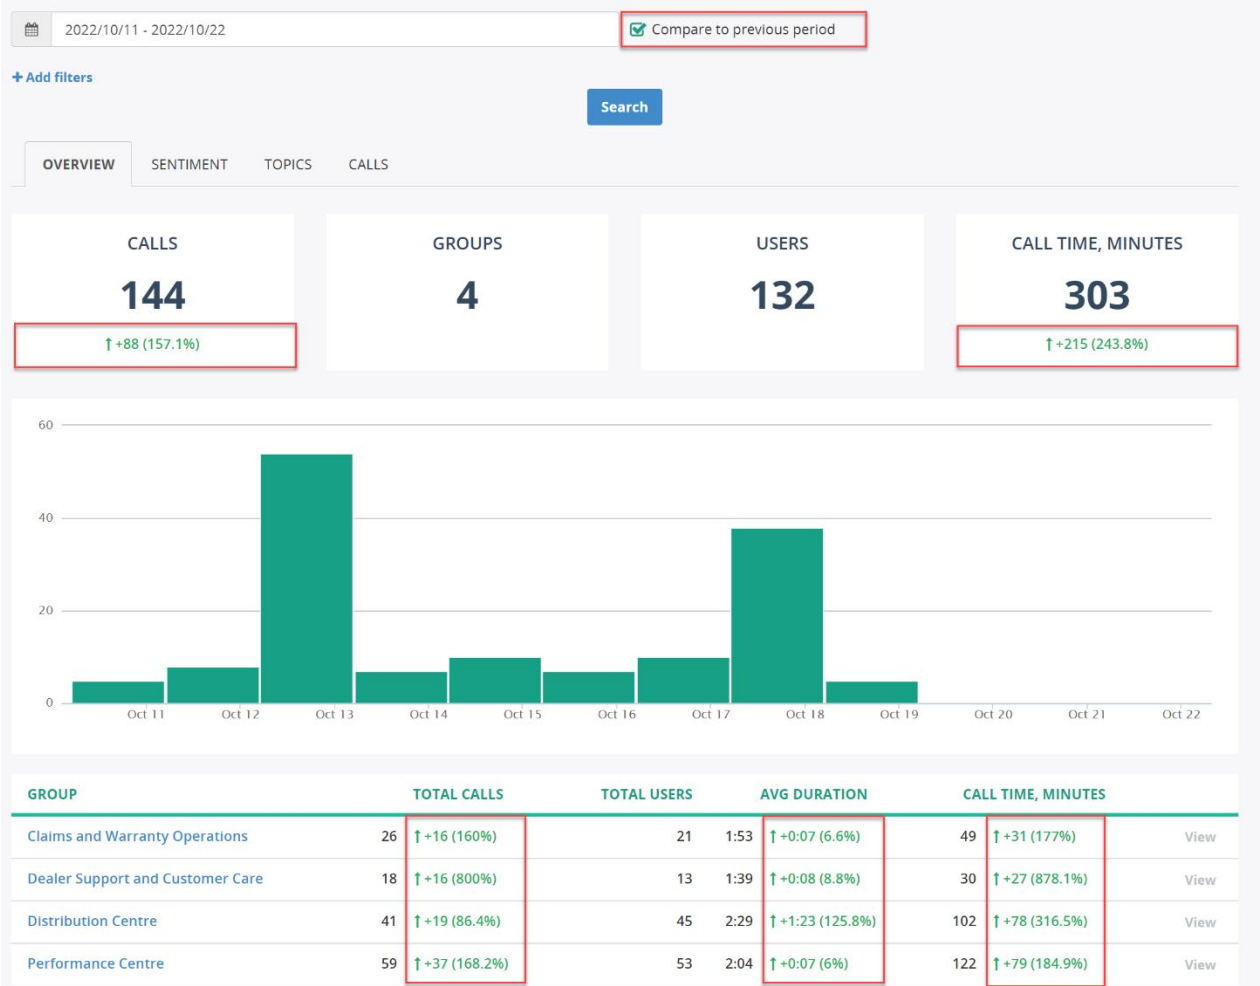 2022/10/11 - 2022/10/22 Compare to previous period
+ Add filters
Search
OVERVIEW SENTIMENT TOPICS CALLS
CALLS GROUPS USERS CALL TIME, MINUTES
144 4 132 303
↑ +88 (157.1%) ↑ +215 (243.8%)
60
40
20
0
Oct 11 Oct 12 Oct 13 Oct 14 Oct 15 Oct 16 Oct 17 Oct 18 Oct 19 Oct 20 Oct 21 Oct 22
GROUP TOTAL CALLS TOTAL USERS AVG DURATION CALL TIME, MINUTES
Claims and Warranty Operations 26 ↑ +16 (160%) 21 1:53 ↑ +0:07 (6.6%) 49 ↑ +31 (177%) View
Dealer Support and Customer Care 18 ↑ +16 (800%) 13 1:39 ↑ +0:08 (8.8%) 30 ↑ +27 (878.1%) View
Distribution Centre 41 ↑ +19 (86.4%) 45 2:29 ↑ +1:23 (125.8%) 102 ↑ +78 (316.5%) View
Performance Centre 59 ↑ +37 (168.2%) 53 2:04 ↑ +0:07 (6%) 122 ↑ +79 (184.9%) View